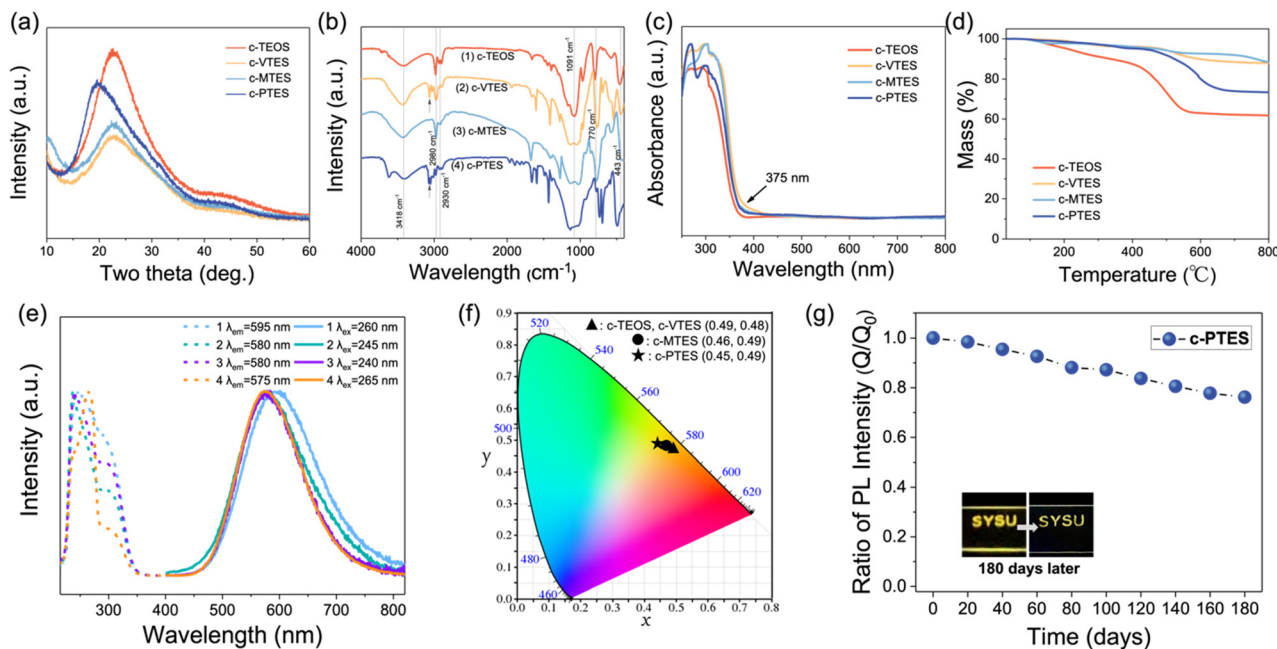 (a)
Intensity (a.u.)
c-TEOS
c-VTES
c-MTES
c-PTES
10 20 30 40 50 60
Two theta (deg.)
(b)
Intensity (a.u.)
(1) c-TEOS
(2) c-VTES
(3) c-MTES
(4) c-PTES
3418 cm-1
2980 cm-1
2930 cm-1
1091 cm-1
770 cm-1
443 cm-1
4000 3000 2000 1000
Wavelength (cm-1)
(c)
Absorbance (a.u.)
c-TEOS
c-VTES
c-MTES
c-PTES
375 nm
300 400 500 600 700 800
Wavelength (nm)
(d)
Mass (%)
100
80
60
40
20
0
c-TEOS
c-VTES
c-MTES
c-PTES
200 400 600 800
Temperature (℃)
(e)
Intensity (a.u.)
1 λem=595 nm 1 λex=260 nm
2 λem=580 nm 2 λex=245 nm
3 λem=580 nm 3 λex=240 nm
4 λem=575 nm 4 λex=265 nm
300 400 500 600 700 800
Wavelength (nm)
(f)
▲ : c-TEOS, c-VTES (0.49, 0.48)
● : c-MTES (0.46, 0.49)
★ : c-PTES (0.45, 0.49)
0.9
0.8
0.7
0.6
0.5
0.4
0.3
0.2
0.1
0.0
y
520
540
560
580
600
620
500
480
460
0.0 0.1 0.2 0.3 0.4 0.5 0.6 0.7 0.8
x
(g)
Ratio of PL Intensity (Q/Q0)
1.0
0.8
0.6
0.4
0.2
0.0
c-PTES
SYSU SYSU
180 days later
0 20 40 60 80 100 120 140 160 180
Time (days)